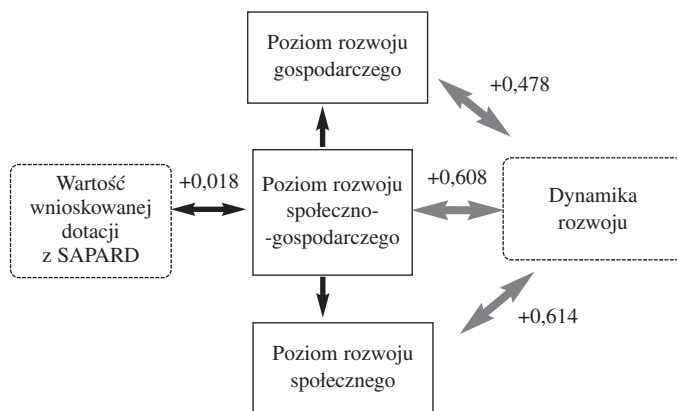 Poziom rozwoju
gospodarczego
+0,478
Wartość
wnioskowanej
dotacji
z SAPARD
+0,018
Poziom rozwoju
społeczno-
-gospodarczego
+0,608
Dynamika
rozwoju
+0,614
Poziom rozwoju
społecznego